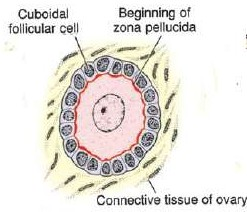 Cuboidal
follicular cell
Beginning of
zona pellucida
Connective tissue of ovary